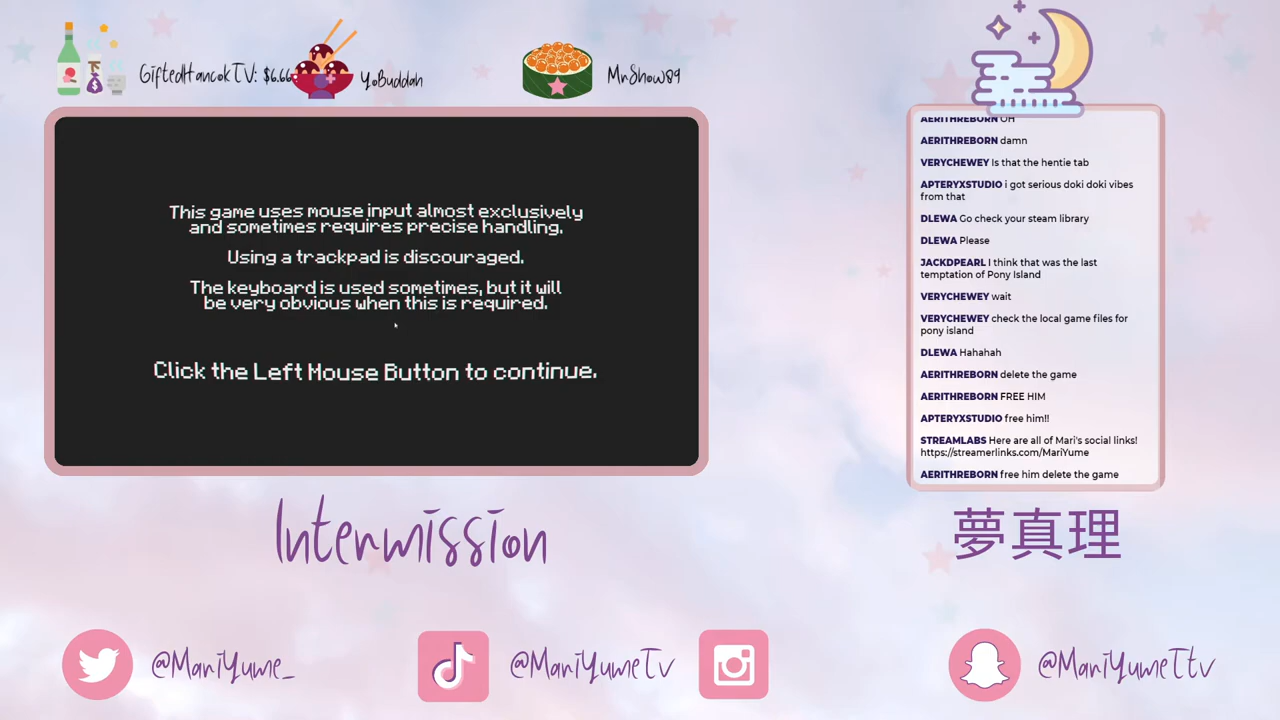 GiftedHancokTV: $6.66
YoBuddah
MrShow89
This game uses mouse input almost exclusively
and sometimes requires precise handling.
Using a trackpad is discouraged.
The keyboard is used sometimes, but it will
be very obvious when this is required.
Click the Left Mouse Button to continue.
AERITHREBORN OH
AERITHREBORN damn
VERYCHEWEY Is that the hentie tab
APTERYXSTUDIO i got serious doki doki vibes
from that
DLEWA Go check your steam library
DLEWA Please
JACKDPEARL I think that was the last
temptation of Pony Island
VERYCHEWEY wait
VERYCHEWEY check the local game files for
pony island
DLEWA Hahahah
AERITHREBORN delete the game
AERITHREBORN FREE HIM
APTERYXSTUDIO free him!!
STREAMLABS Here are all of Mari's social links!
https://streamerlinks.com/MariYume
AERITHREBORN free him delete the game
Intermission
夢真理
@MariYume_
@MariYumeTv
@MariYumeTtv